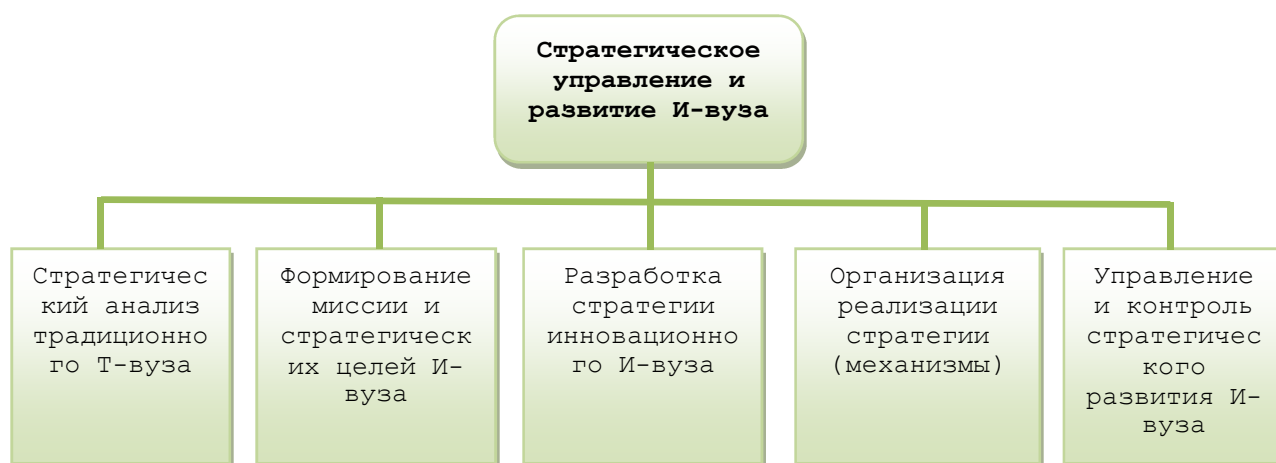 Стратегическое
управление и
развитие И-вуза
Стратегичес
кий анализ
традиционно
го Т-вуза
Формирование
миссии и
стратегическ
их целей И-
вуза
Разработка
стратегии
инновационно
го И-вуза
Организация
реализации
стратегии
(механизмы)
Управление
и контроль
стратегичес
кого
развития И-
вуза